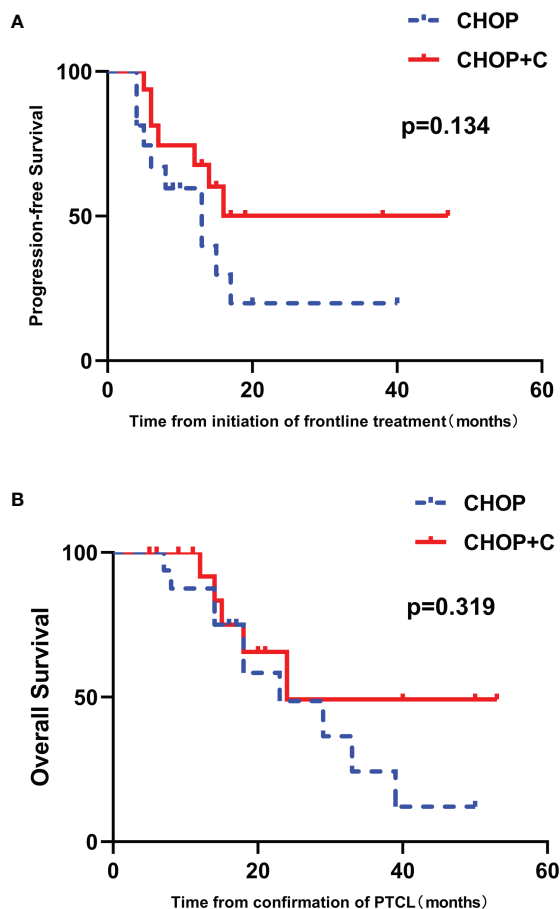 A
CHOP
CHOP+C
p=0.134
100
50
0
Progression-free Survival
0 20 40 60
Time from initiation of frontline treatment（months）
B
CHOP
CHOP+C
p=0.319
100
50
0
Overall Survival
0 20 40 60
Time from confirmation of PTCL（months）